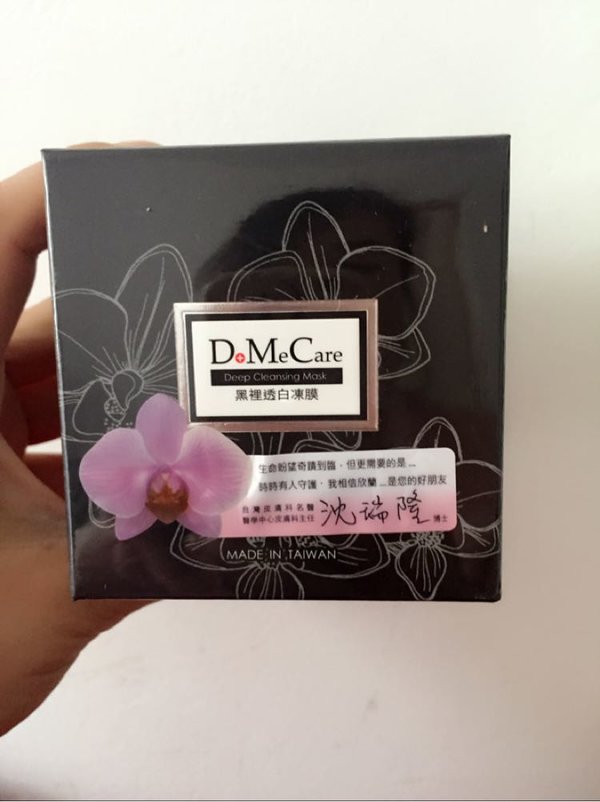 D+MeCare
Deep Cleansing Mask
黑裡透白凍膜
生命盼望奇蹟到臨，但更需要的是...
時時有人守護，我相信欣蘭...是您的好朋友
台灣皮膚科名醫
醫學中心皮膚科主任 沈瑞隆 博士
MADE IN TAIWAN